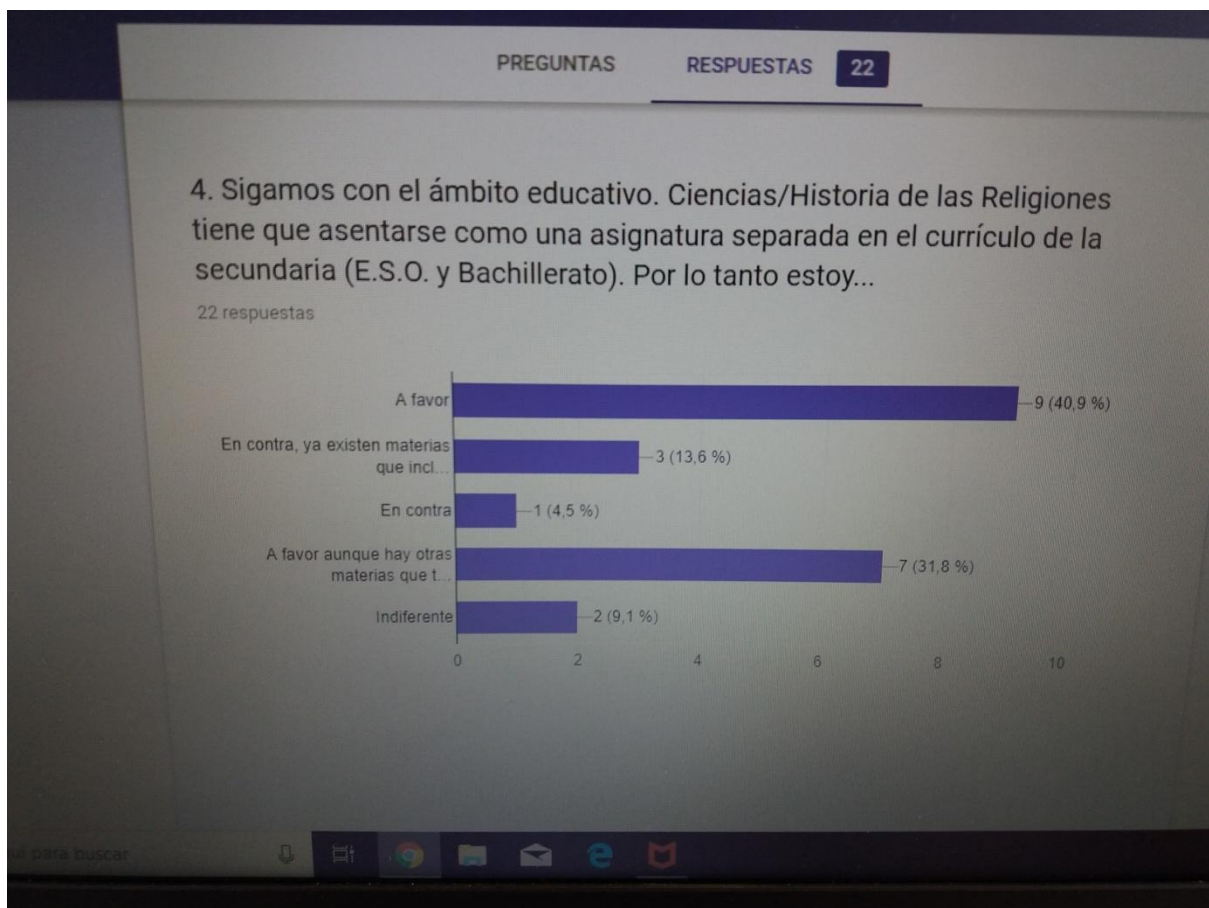 PREGUNTAS
RESPUESTAS
22
4. Sigamos con el ámbito educativo. Ciencias/Historia de las Religiones
tiene que asentarse como una asignatura separada en el currículo de la
secundaria (E.S.O. y Bachillerato). Por lo tanto estoy...
22 respuestas
A favor
9 (40,9 %)
En contra, ya existen materias
que incl...
3 (13,6 %)
En contra
1 (4,5 %)
A favor aunque hay otras
materias que t...
7 (31,8 %)
Indiferente
2 (9,1 %)
0 2 4 6 8 10
para buscar